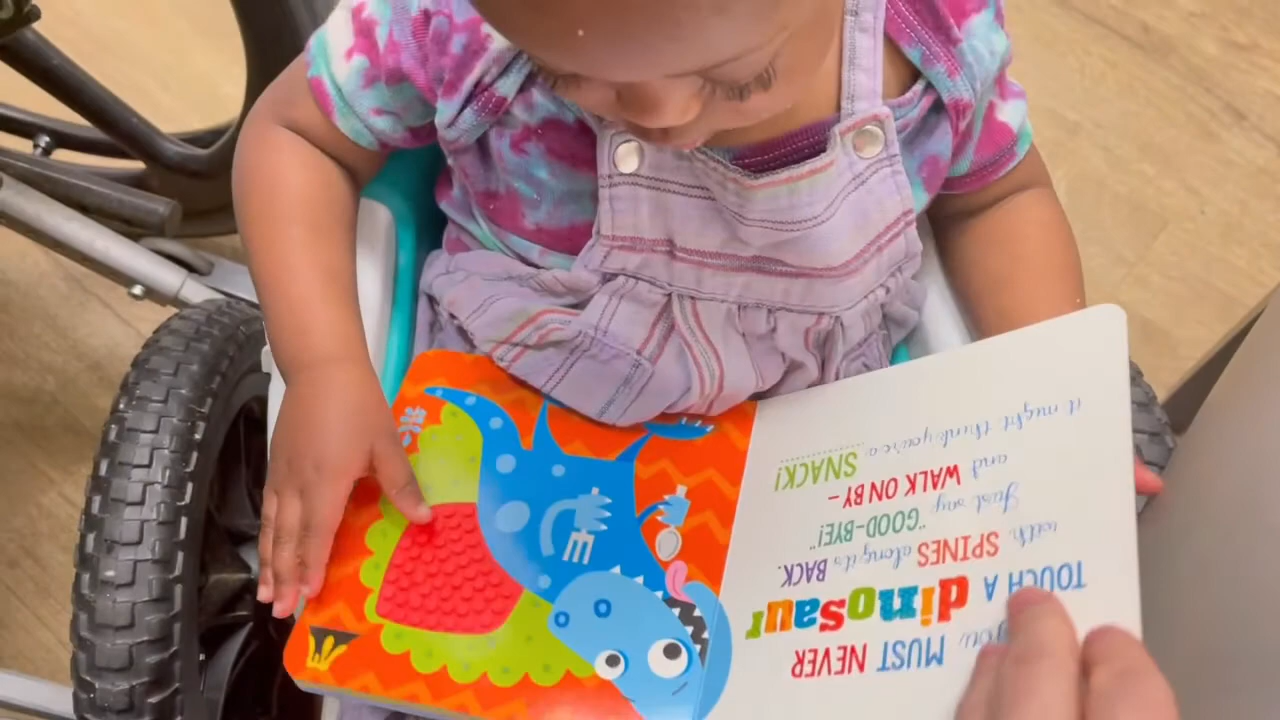 you MUST NEVER
TOUCH A dinosaur
with SPINES along its BACK.
Just say "GOOD-BYE!"
and WALK ON BY –
it might think you're a ........... SNACK!